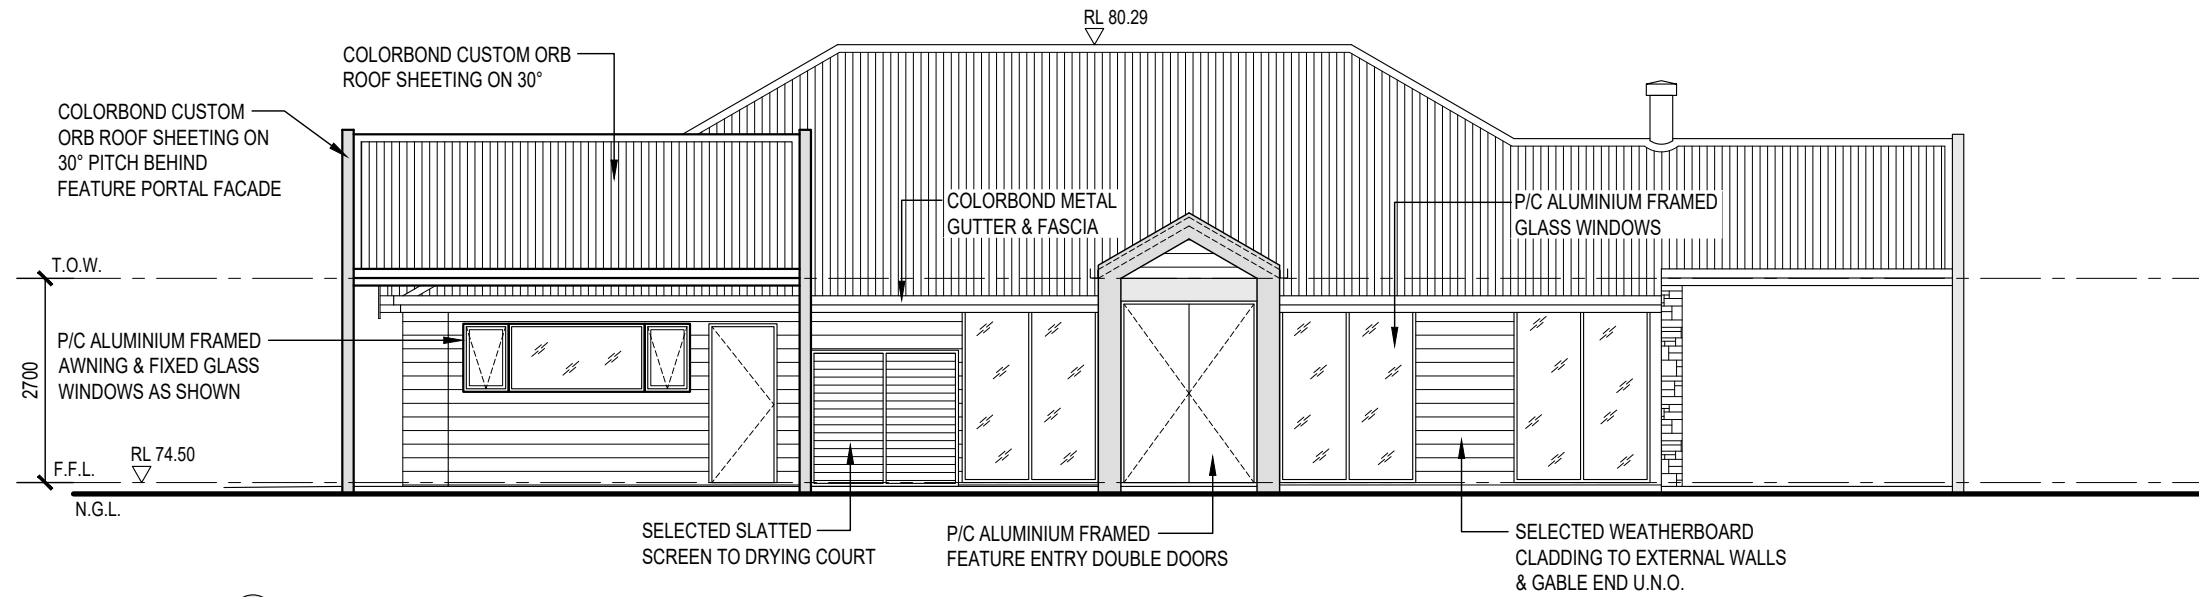 RL 80.29
COLORBOND CUSTOM ORB
ROOF SHEETING ON 30°
COLORBOND CUSTOM
ORB ROOF SHEETING ON
30° PITCH BEHIND
FEATURE PORTAL FACADE
COLORBOND METAL
GUTTER & FASCIA
P/C ALUMINIUM FRAMED
GLASS WINDOWS
T.O.W.
P/C ALUMINIUM FRAMED
AWNING & FIXED GLASS
WINDOWS AS SHOWN
2700
RL 74.50
F.F.L.
N.G.L.
SELECTED SLATTED
SCREEN TO DRYING COURT
P/C ALUMINIUM FRAMED
FEATURE ENTRY DOUBLE DOORS
SELECTED WEATHERBOARD
CLADDING TO EXTERNAL WALLS
& GABLE END U.N.O.